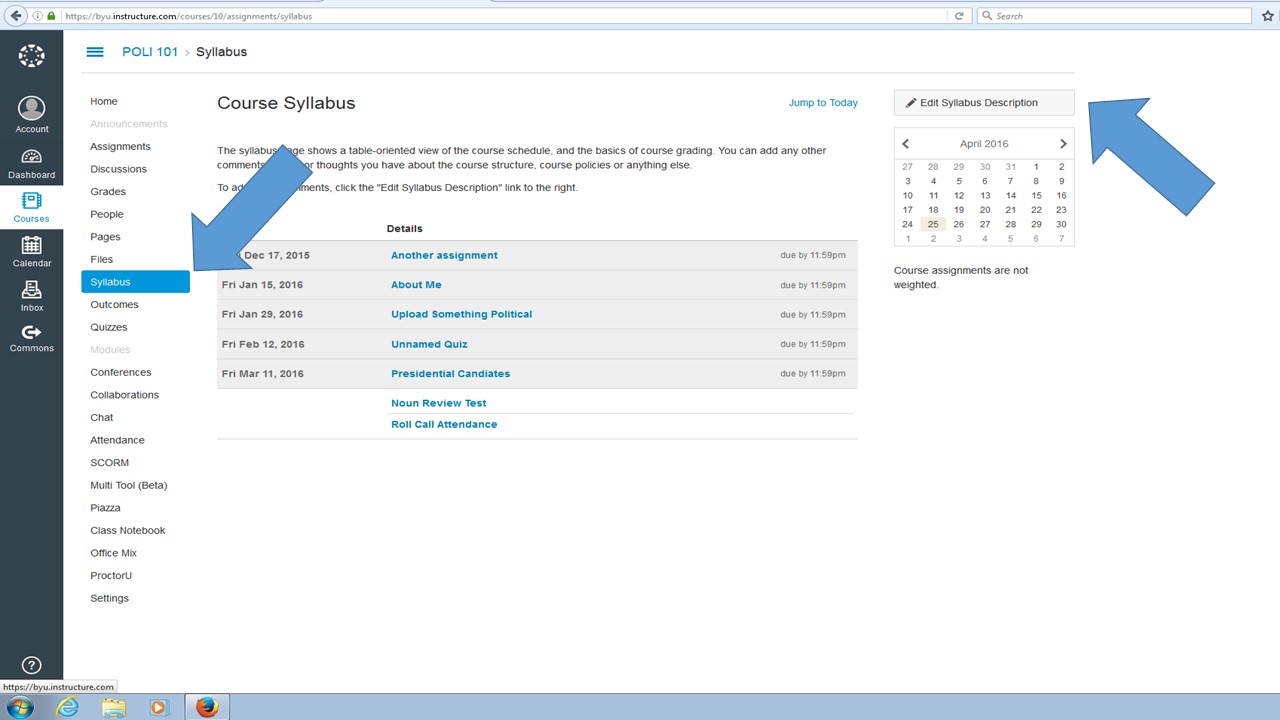 https://byu.instructure.com/courses/10/assignments/syllabus
Search
POLI 101 > Syllabus
Account
Dashboard
Courses
Calendar
Inbox
Commons
Home
Announcements
Assignments
Discussions
Grades
People
Pages
Files
Syllabus
Outcomes
Quizzes
Modules
Conferences
Collaborations
Chat
Attendance
SCORM
Multi Tool (Beta)
Piazza
Class Notebook
Office Mix
ProctorU
Settings
Course Syllabus
Jump to Today
The syllabus page shows a table-oriented view of the course schedule, and the basics of course grading. You can add any other
comments, or thoughts you have about the course structure, course policies or anything else.
To add comments, click the "Edit Syllabus Description" link to the right.
Details
Dec 17, 2015 Another assignment due by 11:59pm
Fri Jan 15, 2016 About Me due by 11:59pm
Fri Jan 29, 2016 Upload Something Political due by 11:59pm
Fri Feb 12, 2016 Unnamed Quiz due by 11:59pm
Fri Mar 11, 2016 Presidential Candiates due by 11:59pm
Noun Review Test
Roll Call Attendance
Edit Syllabus Description
April 2016
27 28 29 30 31 1 2
3 4 5 6 7 8 9
10 11 12 13 14 15 16
17 18 19 20 21 22 23
24 25 26 27 28 29 30
1 2 3 4 5 6 7
Course assignments are not
weighted.
https://byu.instructure.com